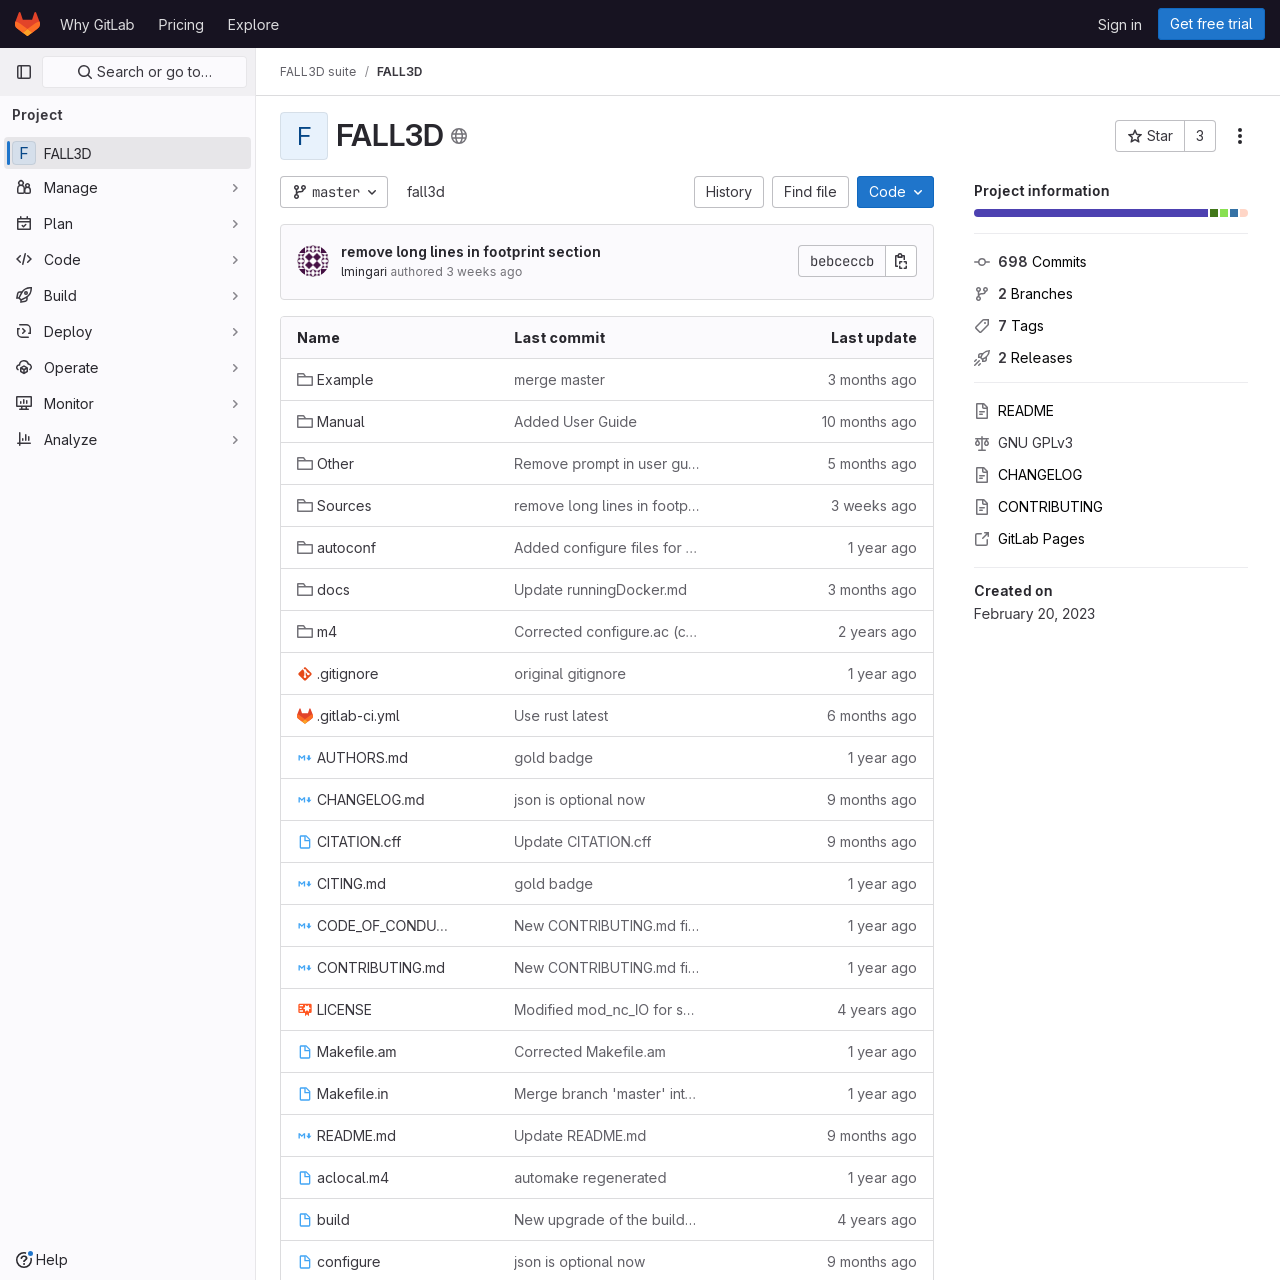 Why GitLab
Pricing
Explore
Sign in
Get free trial
Search or go to...
FALL3D suite / FALL3D
Project
F FALL3D
Manage
Plan
Code
Build
Deploy
Operate
Monitor
Analyze
Help
F FALL3D
Star 3
master
fall3d
History
Find file
Code
remove long lines in footprint section
lmingari authored 3 weeks ago
bebceccb
Name Last commit Last update
Example merge master 3 months ago
Manual Added User Guide 10 months ago
Other Remove prompt in user gu... 5 months ago
Sources remove long lines in footp... 3 weeks ago
autoconf Added configure files for ... 1 year ago
docs Update runningDocker.md 3 months ago
m4 Corrected configure.ac (c... 2 years ago
.gitignore original gitignore 1 year ago
.gitlab-ci.yml Use rust latest 6 months ago
AUTHORS.md gold badge 1 year ago
CHANGELOG.md json is optional now 9 months ago
CITATION.cff Update CITATION.cff 9 months ago
CITING.md gold badge 1 year ago
CODE_OF_CONDU... New CONTRIBUTING.md fi... 1 year ago
CONTRIBUTING.md New CONTRIBUTING.md fi... 1 year ago
LICENSE Modified mod_nc_IO for s... 4 years ago
Makefile.am Corrected Makefile.am 1 year ago
Makefile.in Merge branch 'master' int... 1 year ago
README.md Update README.md 9 months ago
aclocal.m4 automake regenerated 1 year ago
build New upgrade of the build... 4 years ago
configure json is optional now 9 months ago
Project information
698 Commits
2 Branches
7 Tags
2 Releases
README
GNU GPLv3
CHANGELOG
CONTRIBUTING
GitLab Pages
Created on
February 20, 2023